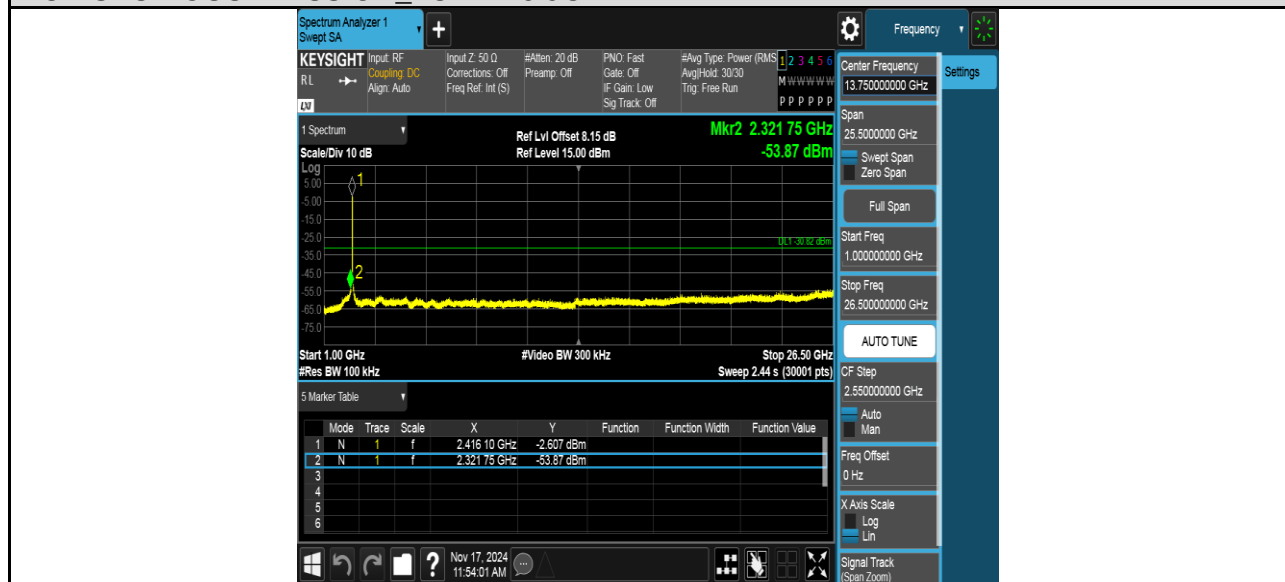 Spectrum Analyzer 1
Swept SA
+
Frequency
KEYSIGHT
RL
LXI
Input: RF
Coupling: DC
Align: Auto
Input Z: 50 Ω
Corrections: Off
Freq Ref: Int (S)
#Atten: 20 dB
Preamp: Off
PNO: Fast
Gate: Off
IF Gain: Low
Sig Track: Off
#Avg Type: Power (RMS
Avg|Hold: 30/30
Trig: Free Run
1 2 3 4 5 6
M W W W W W
P P P P P P
1 Spectrum
Scale/Div 10 dB
Ref Lvl Offset 8.15 dB
Ref Level 15.00 dBm
Mkr2 2.321 75 GHz
-53.87 dBm
Log
5.00
-5.00
-15.0
-25.0
-35.0
-45.0
-55.0
-65.0
-75.0
1
2
DL1 -30.82 dBm
Start 1.00 GHz
#Video BW 300 kHz
Stop 26.50 GHz
#Res BW 100 kHz
Sweep 2.44 s (30001 pts)
5 Marker Table
Mode Trace Scale X Y Function Function Width Function Value
1 N 1 f 2.416 10 GHz -2.607 dBm
2 N 1 f 2.321 75 GHz -53.87 dBm
3
4
5
6
Nov 17, 2024
11:54:01 AM
Center Frequency
13.750000000 GHz
Settings
Span
25.5000000 GHz
Swept Span
Zero Span
Full Span
Start Freq
1.000000000 GHz
Stop Freq
26.500000000 GHz
AUTO TUNE
CF Step
2.550000000 GHz
Auto
Man
Freq Offset
0 Hz
X Axis Scale
Log
Lin
Signal Track
(Span Zoom)